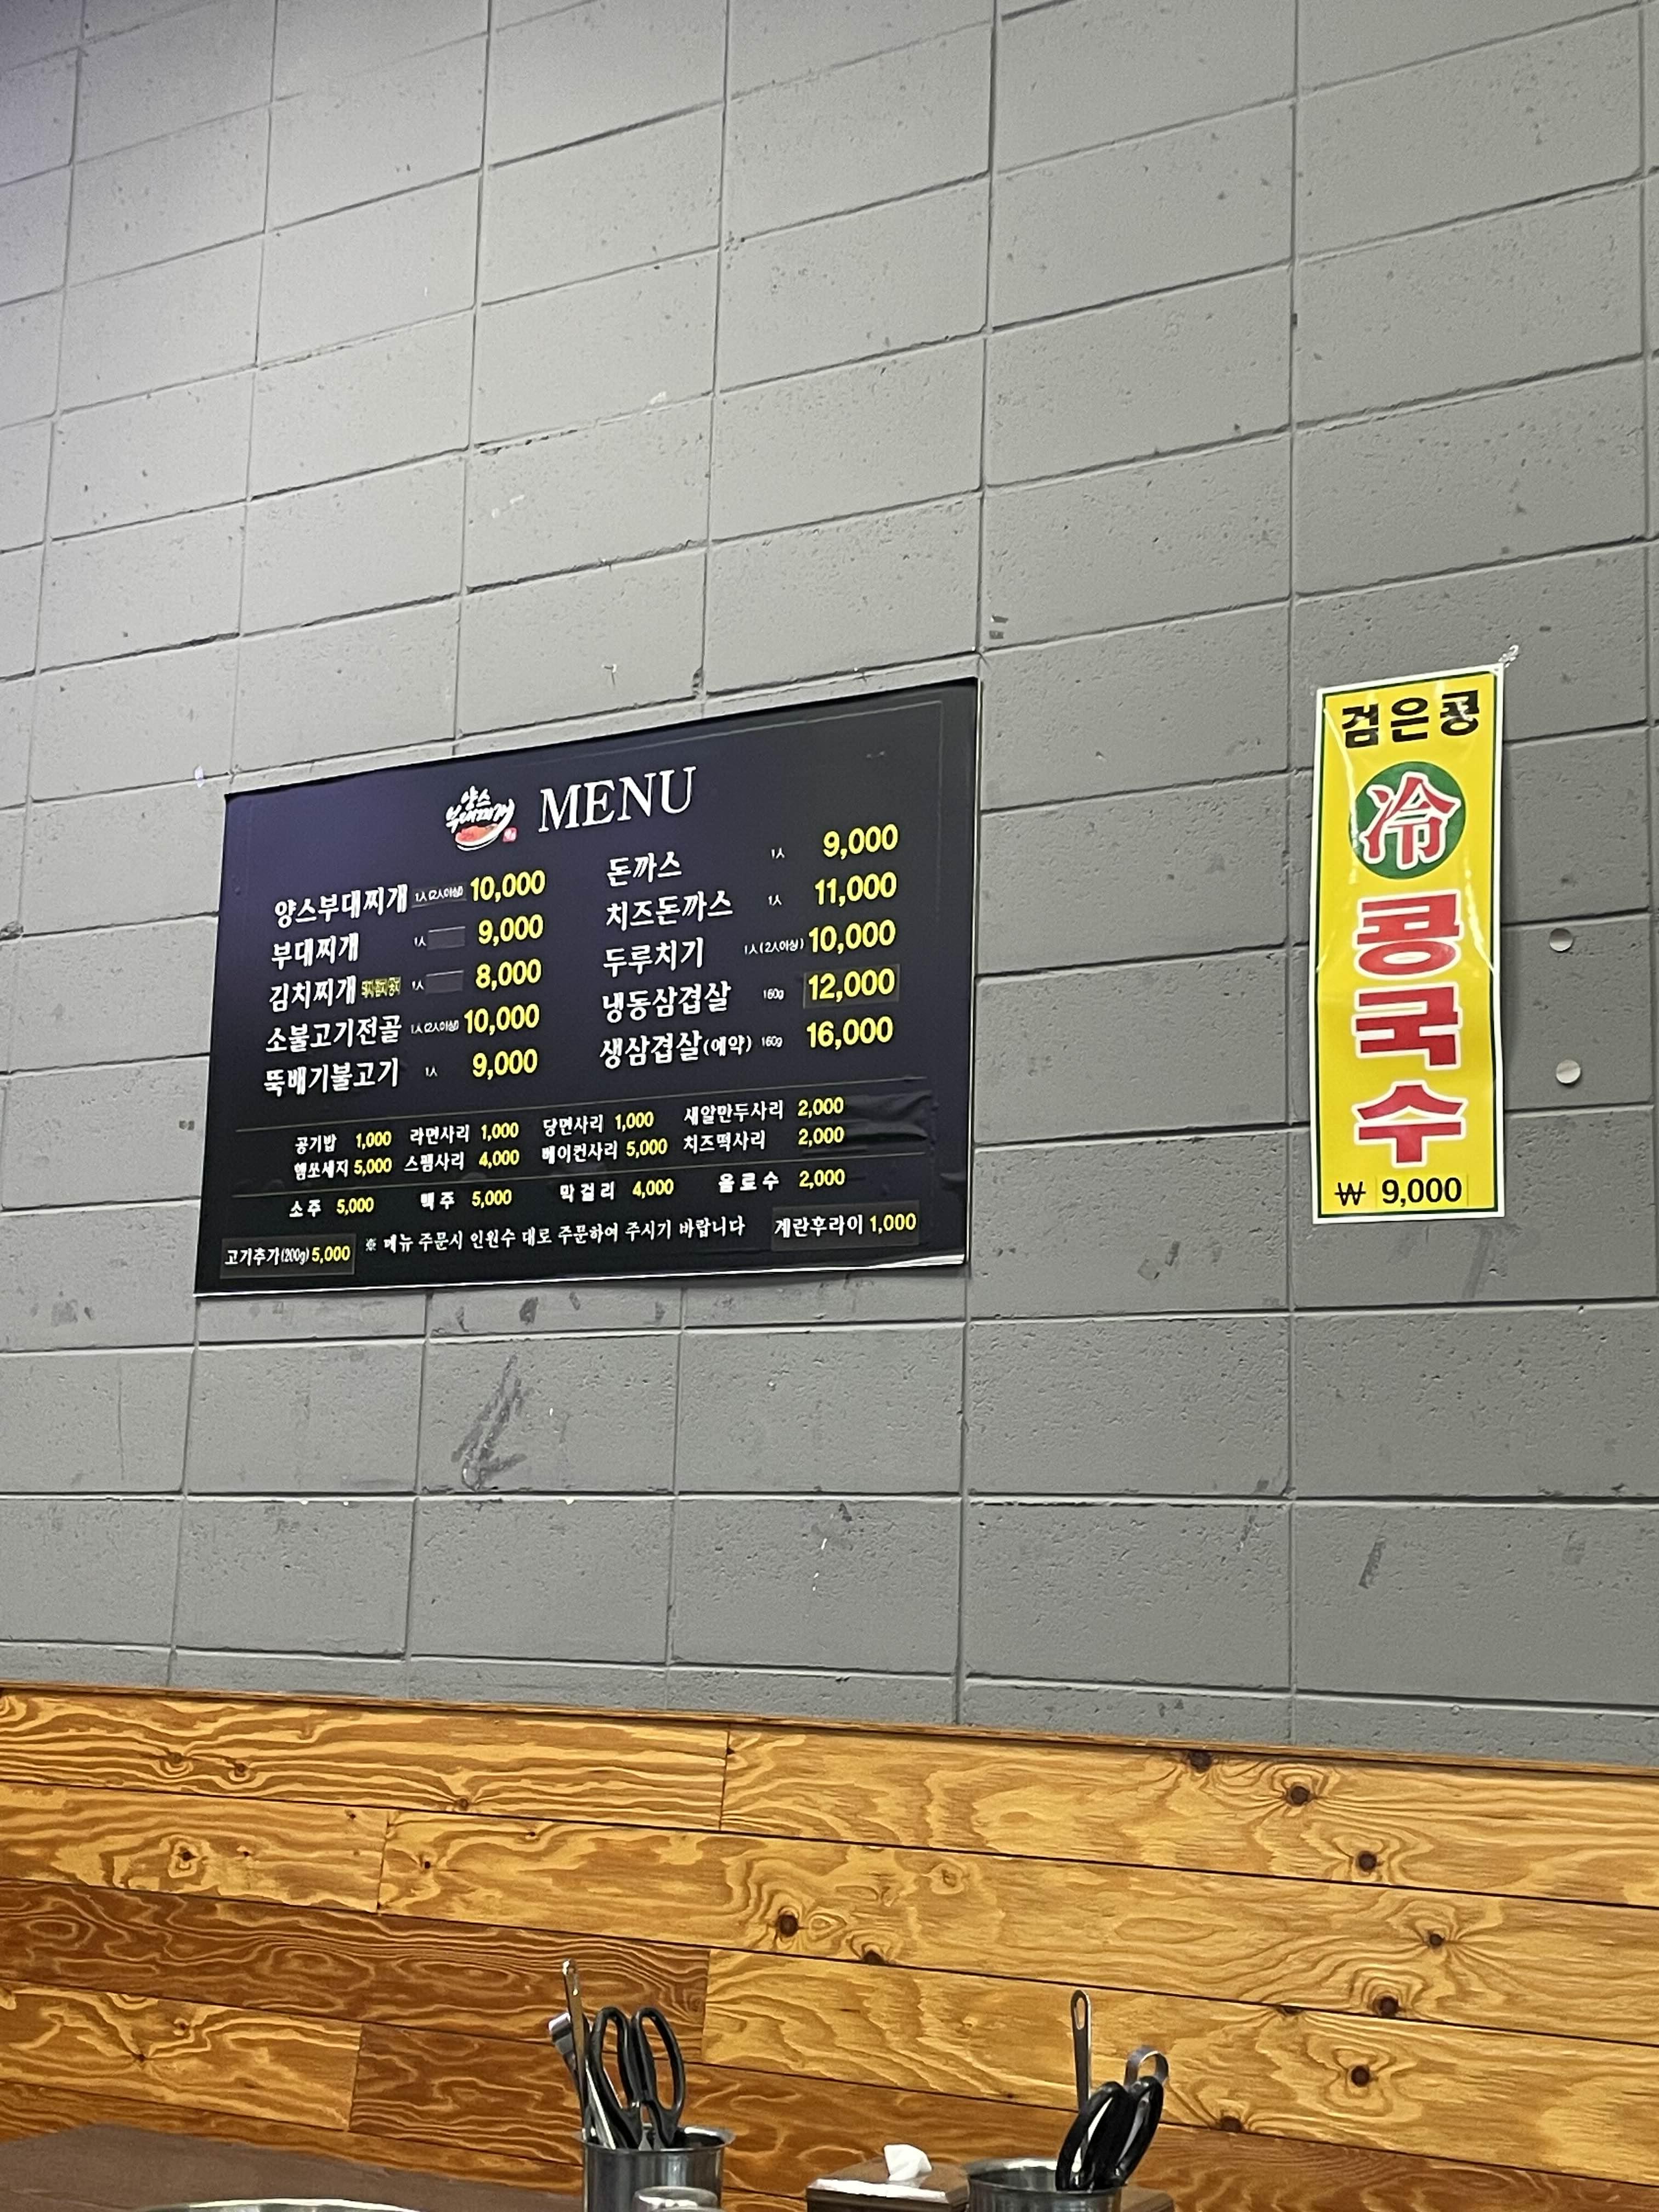 양스
부대찌개
MENU
양스부대찌개 1人(2人이상) 10,000
부대찌개 1人 9,000
김치찌개 1人 8,000
소불고기전골 1人(2人이상) 10,000
뚝배기불고기 1人 9,000
돈까스 1人 9,000
치즈돈까스 1人 11,000
두루치기 1人(2人이상) 10,000
냉동삼겹살 160g 12,000
생삼겹살(예약) 160g 16,000
공기밥 1,000 라면사리 1,000 당면사리 1,000 새알만두사리 2,000
햄쏘세지 5,000 스팸사리 4,000 베이컨사리 5,000 치즈떡사리 2,000
소주 5,000 맥주 5,000 막걸리 4,000 음료수 2,000
고기추가(200g) 5,000 ※ 메뉴 주문시 인원수 대로 주문하여 주시기 바랍니다 계란후라이 1,000
검은콩
冷
콩
국
수
₩ 9,000